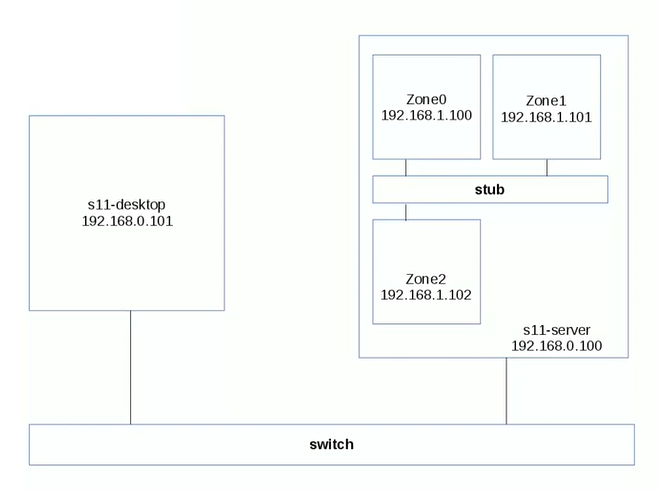 Zone0
192.168.1.100
Zone1
192.168.1.101
stub
s11-desktop
192.168.0.101
Zone2
192.168.1.102
s11-server
192.168.0.100
switch